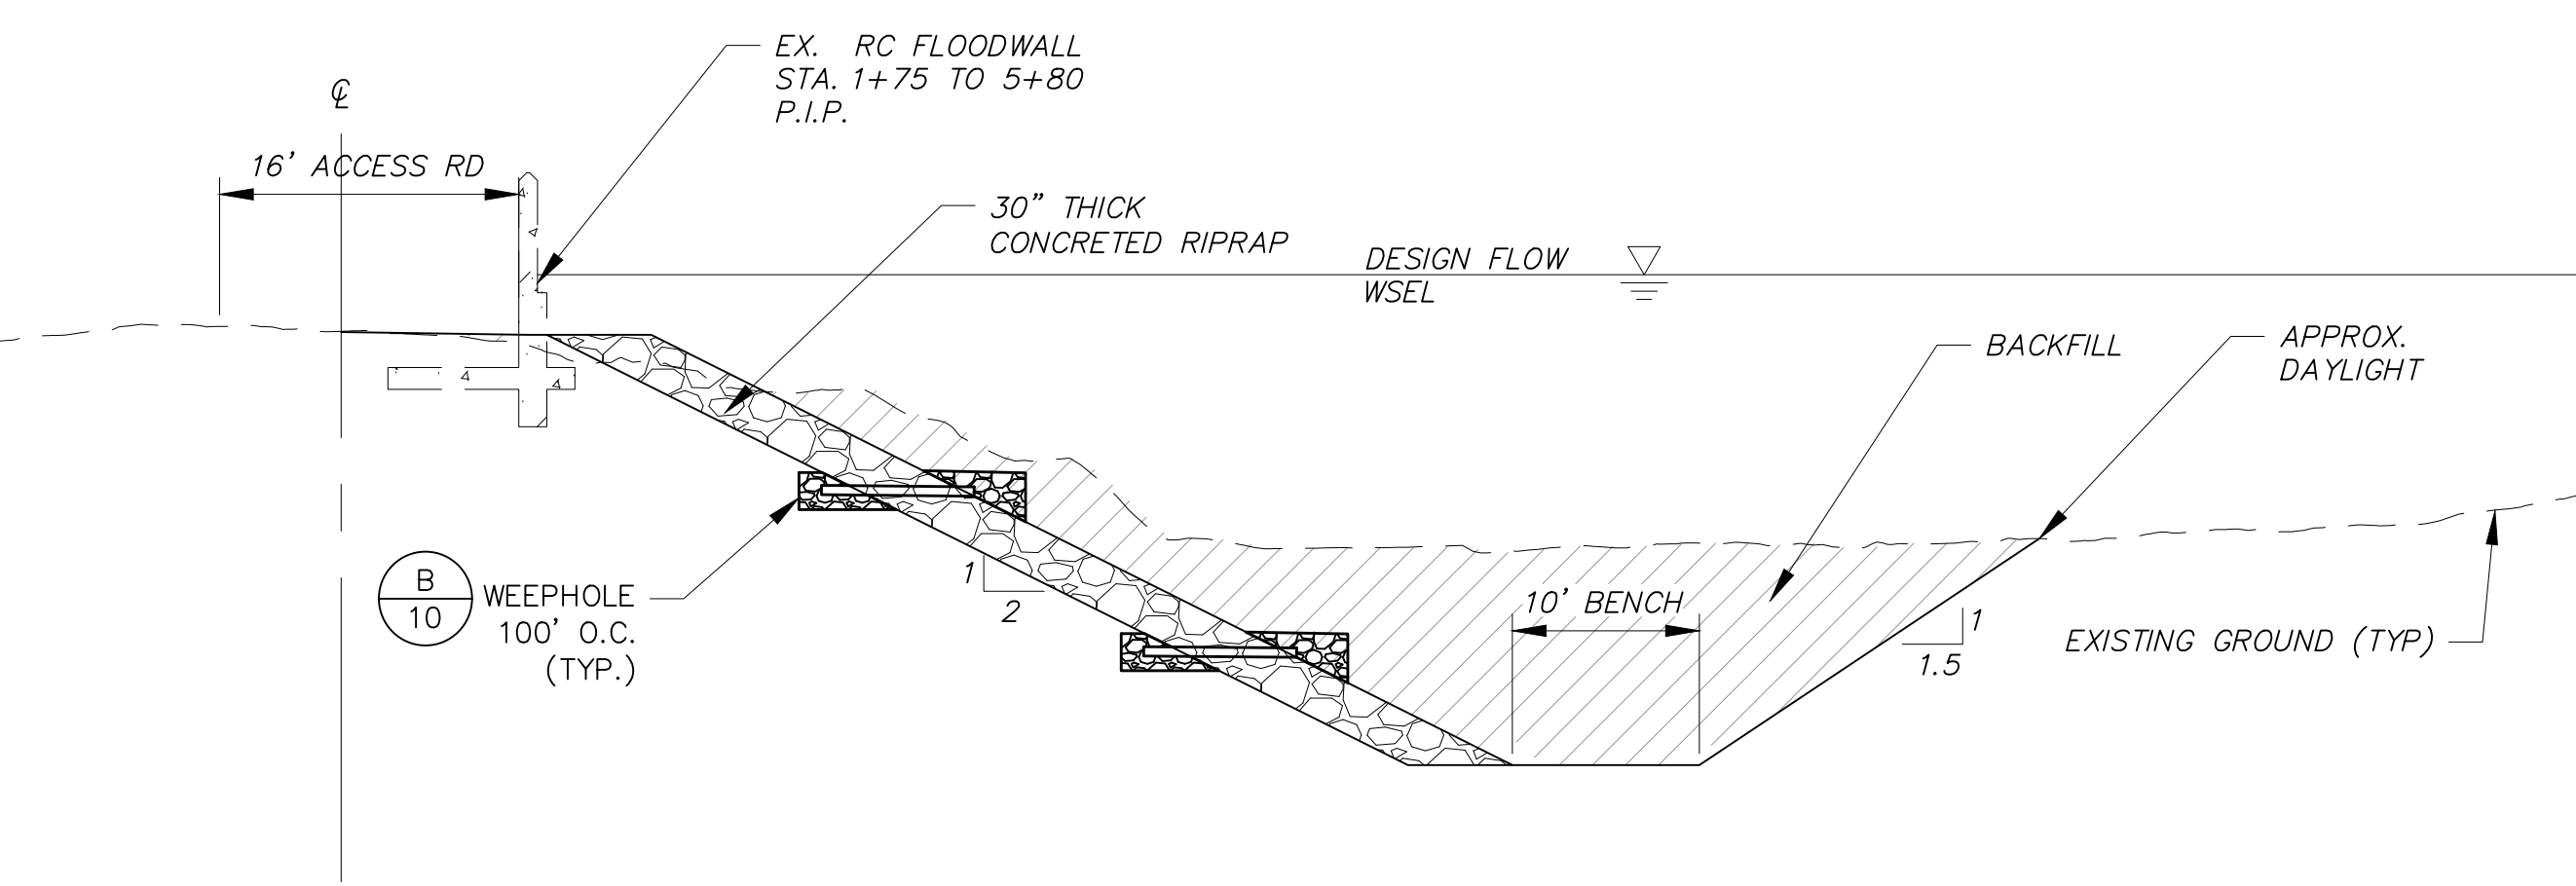 EX. RC FLOODWALL
STA. 1+75 TO 5+80
P.I.P.
℄
16' ACCESS RD
30" THICK
CONCRETED RIPRAP
DESIGN FLOW
WSEL
BACKFILL
APPROX.
DAYLIGHT
B
10
WEEPHOLE
100' O.C.
(TYP.)
1
2
10' BENCH
1
1.5
EXISTING GROUND (TYP)